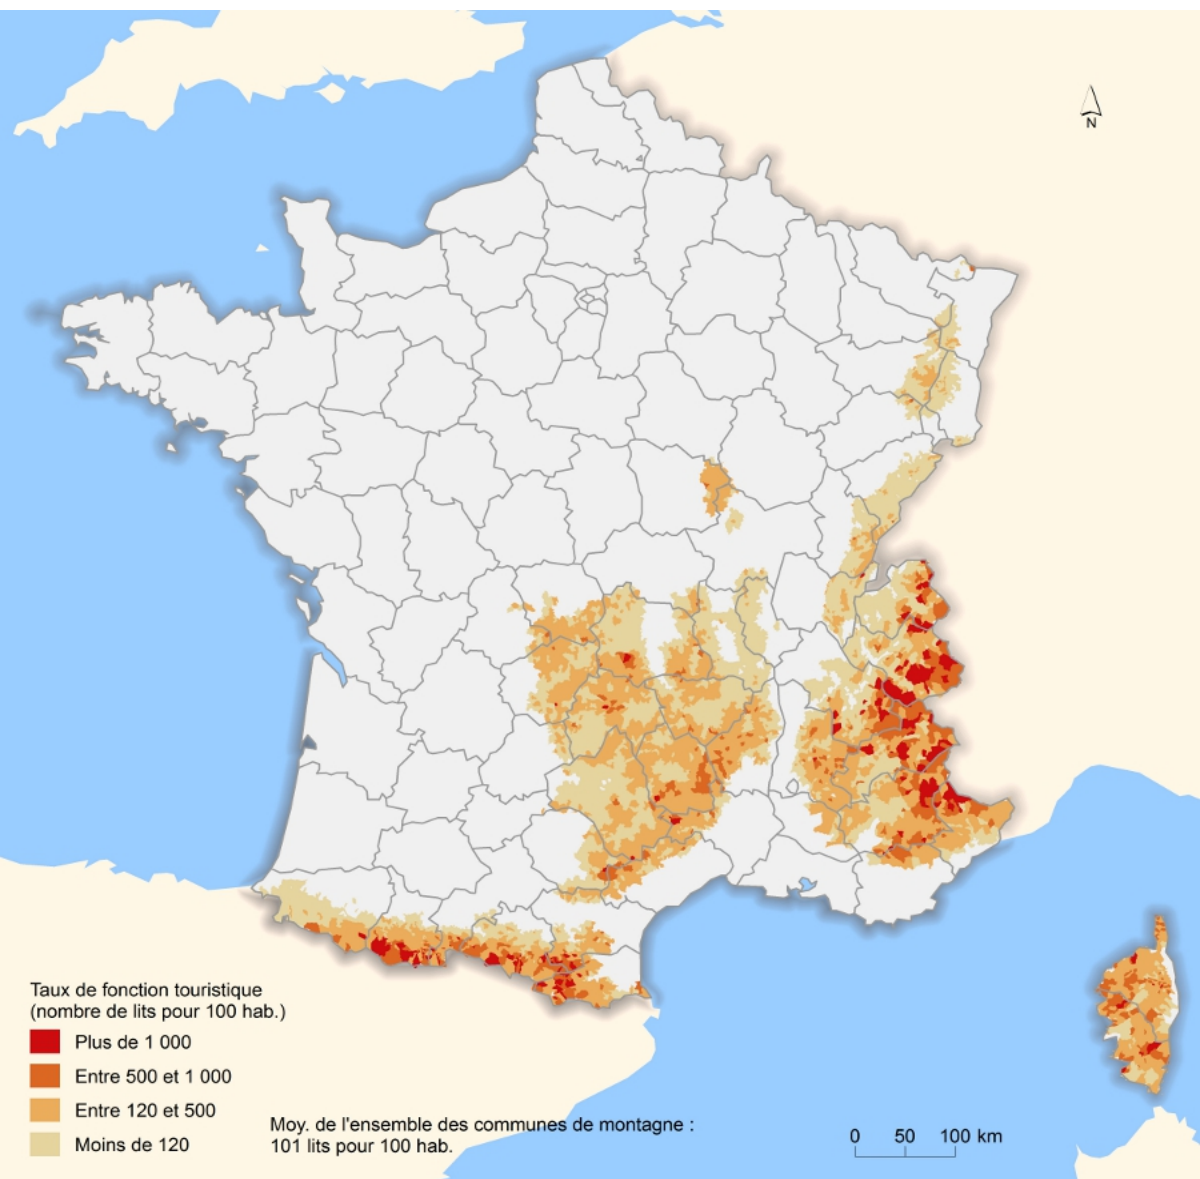 N
Taux de fonction touristique
(nombre de lits pour 100 hab.)
Plus de 1 000
Entre 500 et 1 000
Entre 120 et 500
Moins de 120
Moy. de l'ensemble des communes de montagne :
101 lits pour 100 hab.
0 50 100 km